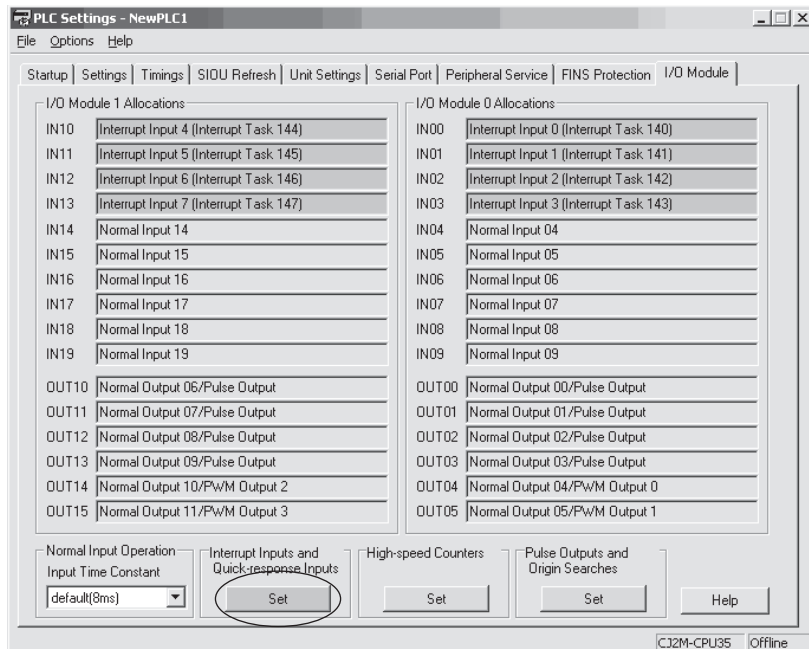 PLC Settings - NewPLC1
File Options Help
Startup Settings Timings SIOU Refresh Unit Settings Serial Port Peripheral Service FINS Protection I/O Module
I/O Module 1 Allocations
IN10 Interrupt Input 4 (Interrupt Task 144)
IN11 Interrupt Input 5 (Interrupt Task 145)
IN12 Interrupt Input 6 (Interrupt Task 146)
IN13 Interrupt Input 7 (Interrupt Task 147)
IN14 Normal Input 14
IN15 Normal Input 15
IN16 Normal Input 16
IN17 Normal Input 17
IN18 Normal Input 18
IN19 Normal Input 19
OUT10 Normal Output 06/Pulse Output
OUT11 Normal Output 07/Pulse Output
OUT12 Normal Output 08/Pulse Output
OUT13 Normal Output 09/Pulse Output
OUT14 Normal Output 10/PWM Output 2
OUT15 Normal Output 11/PWM Output 3
I/O Module 0 Allocations
IN00 Interrupt Input 0 (Interrupt Task 140)
IN01 Interrupt Input 1 (Interrupt Task 141)
IN02 Interrupt Input 2 (Interrupt Task 142)
IN03 Interrupt Input 3 (Interrupt Task 143)
IN04 Normal Input 04
IN05 Normal Input 05
IN06 Normal Input 06
IN07 Normal Input 07
IN08 Normal Input 08
IN09 Normal Input 09
OUT00 Normal Output 00/Pulse Output
OUT01 Normal Output 01/Pulse Output
OUT02 Normal Output 02/Pulse Output
OUT03 Normal Output 03/Pulse Output
OUT04 Normal Output 04/PWM Output 0
OUT05 Normal Output 05/PWM Output 1
Normal Input Operation
Input Time Constant
default(8ms)
Interrupt Inputs and
Quick-response Inputs
Set
High-speed Counters
Set
Pulse Outputs and
Origin Searches
Set
Help
CJ2M-CPU35 Offline